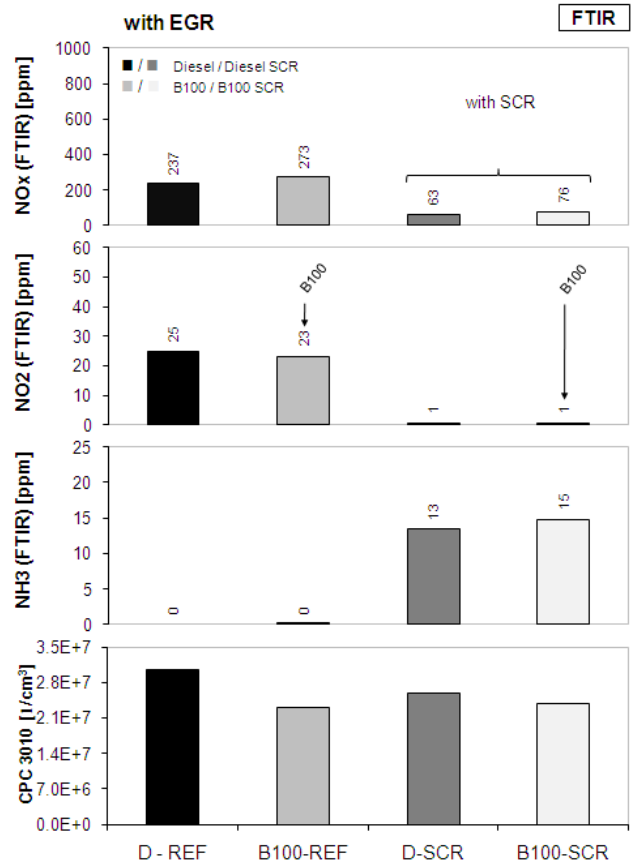 with EGR
FTIR
NOx (FTIR) [ppm]
1000
800
600
400
200
0
■ / ■ Diesel / Diesel SCR
■ / ■ B100 / B100 SCR
with SCR
237
273
63
76
NO2 (FTIR) [ppm]
60
50
40
30
20
10
0
25
B100
23
1
B100
1
NH3 (FTIR) [ppm]
25
20
15
10
5
0
0
0
13
15
CPC 3010 [1/cm³]
3.5E+7
2.8E+7
2.1E+7
1.4E+7
7.0E+6
0.0E+0
D - REF
B100-REF
D-SCR
B100-SCR